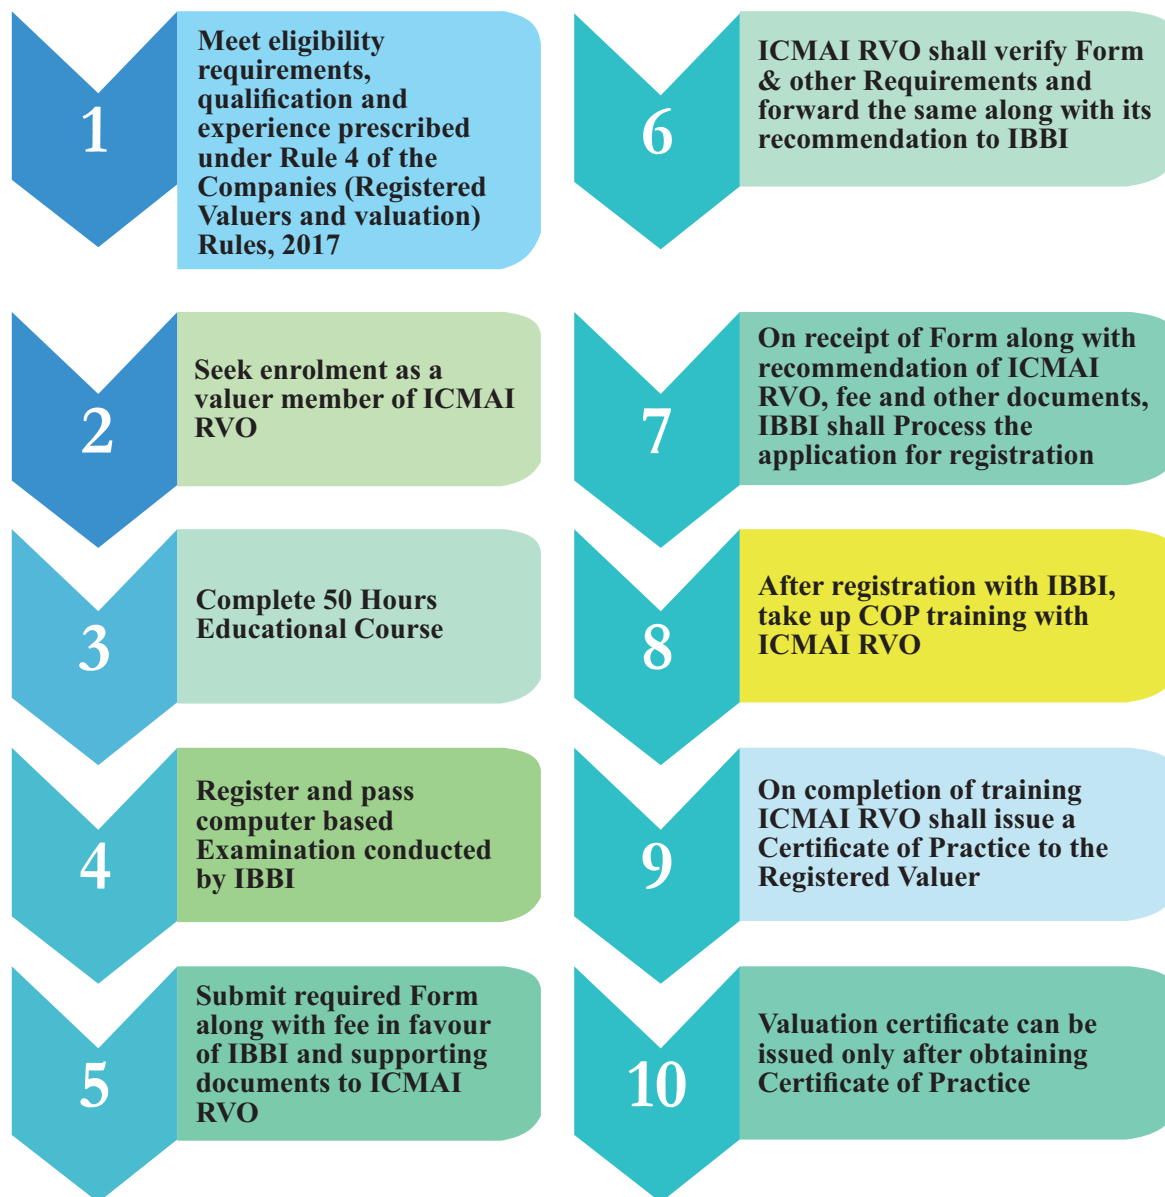 1
Meet eligibility
requirements,
qualification and
experience prescribed
under Rule 4 of the
Companies (Registered
Valuers and valuation)
Rules, 2017
2
Seek enrolment as a
valuer member of ICMAI
RVO
3
Complete 50 Hours
Educational Course
4
Register and pass
computer based
Examination conducted
by IBBI
5
Submit required Form
along with fee in favour
of IBBI and supporting
documents to ICMAI
RVO
6
ICMAI RVO shall verify Form
& other Requirements and
forward the same along with its
recommendation to IBBI
7
On receipt of Form along with
recommendation of ICMAI
RVO, fee and other documents,
IBBI shall Process the
application for registration
8
After registration with IBBI,
take up COP training with
ICMAI RVO
9
On completion of training
ICMAI RVO shall issue a
Certificate of Practice to the
Registered Valuer
10
Valuation certificate can be
issued only after obtaining
Certificate of Practice